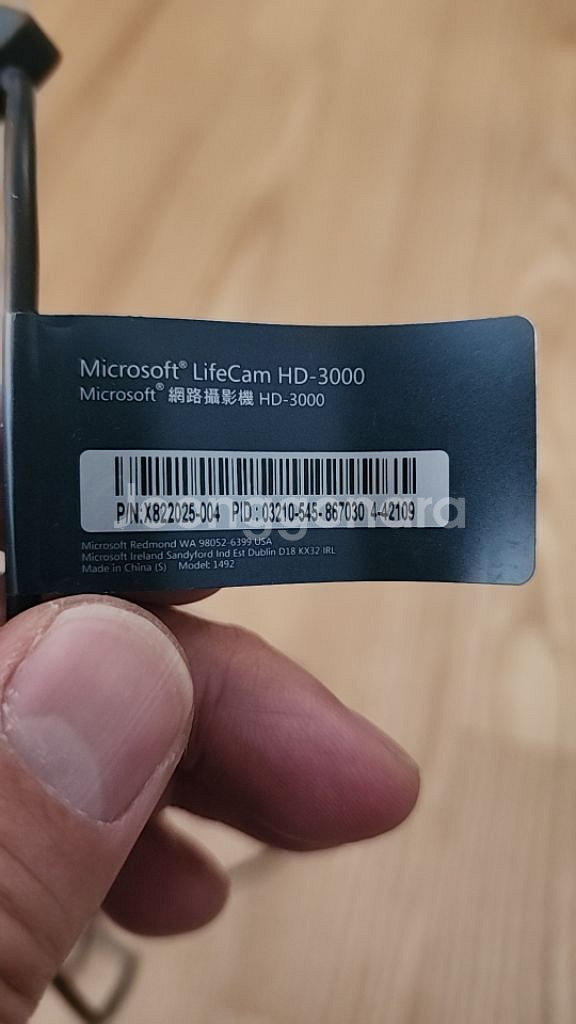 Microsoft® LifeCam HD-3000
Microsoft® 網路攝影機 HD-3000
P/N:X822025-004 PID : 03210-545- 867030 4-42109
Joonggonara
Microsoft Redmond WA 98052-6399 USA
Microsoft Ireland Sandyford Ind Est Dublin D18 KX32 IRL
Made in China (S) Model: 1492